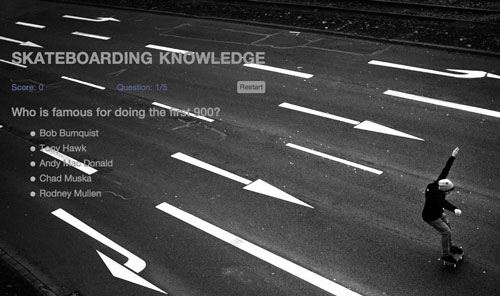 SKATEBOARDING KNOWLEDGE
Score: 0 Question: 1/5 Restart
Who is famous for doing the first 900?
Bob Burnquist
Tony Hawk
Andy Mac Donald
Chad Muska
Rodney Mullen